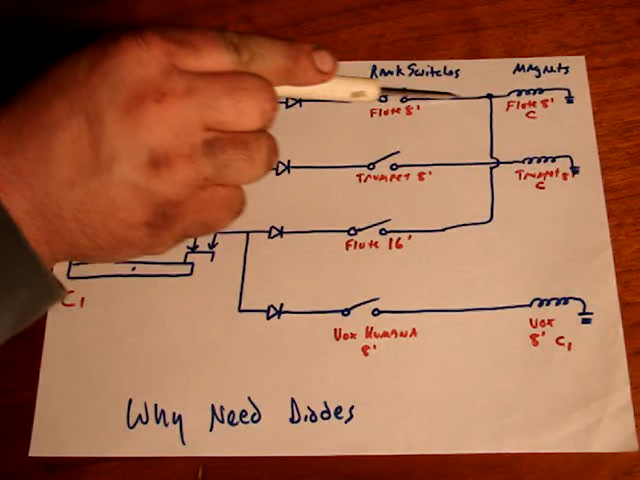 Rank Switches Magnets
Flute 8' Flute 8'
C
Trumpet 8' Trumpet 8'
C
Flute 16'
C1
Vox Humana
8'
Vox
8' C1
Why Need Diodes